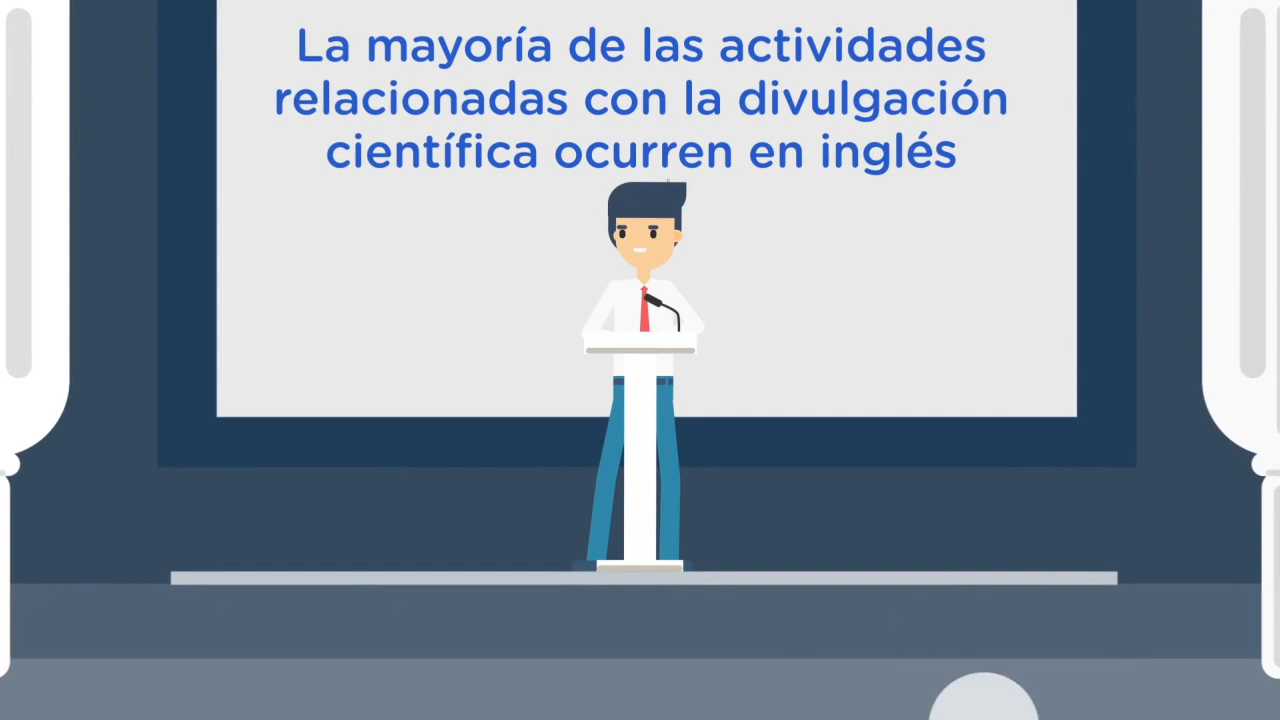 La mayoría de las actividades
relacionadas con la divulgación
científica ocurren en inglés